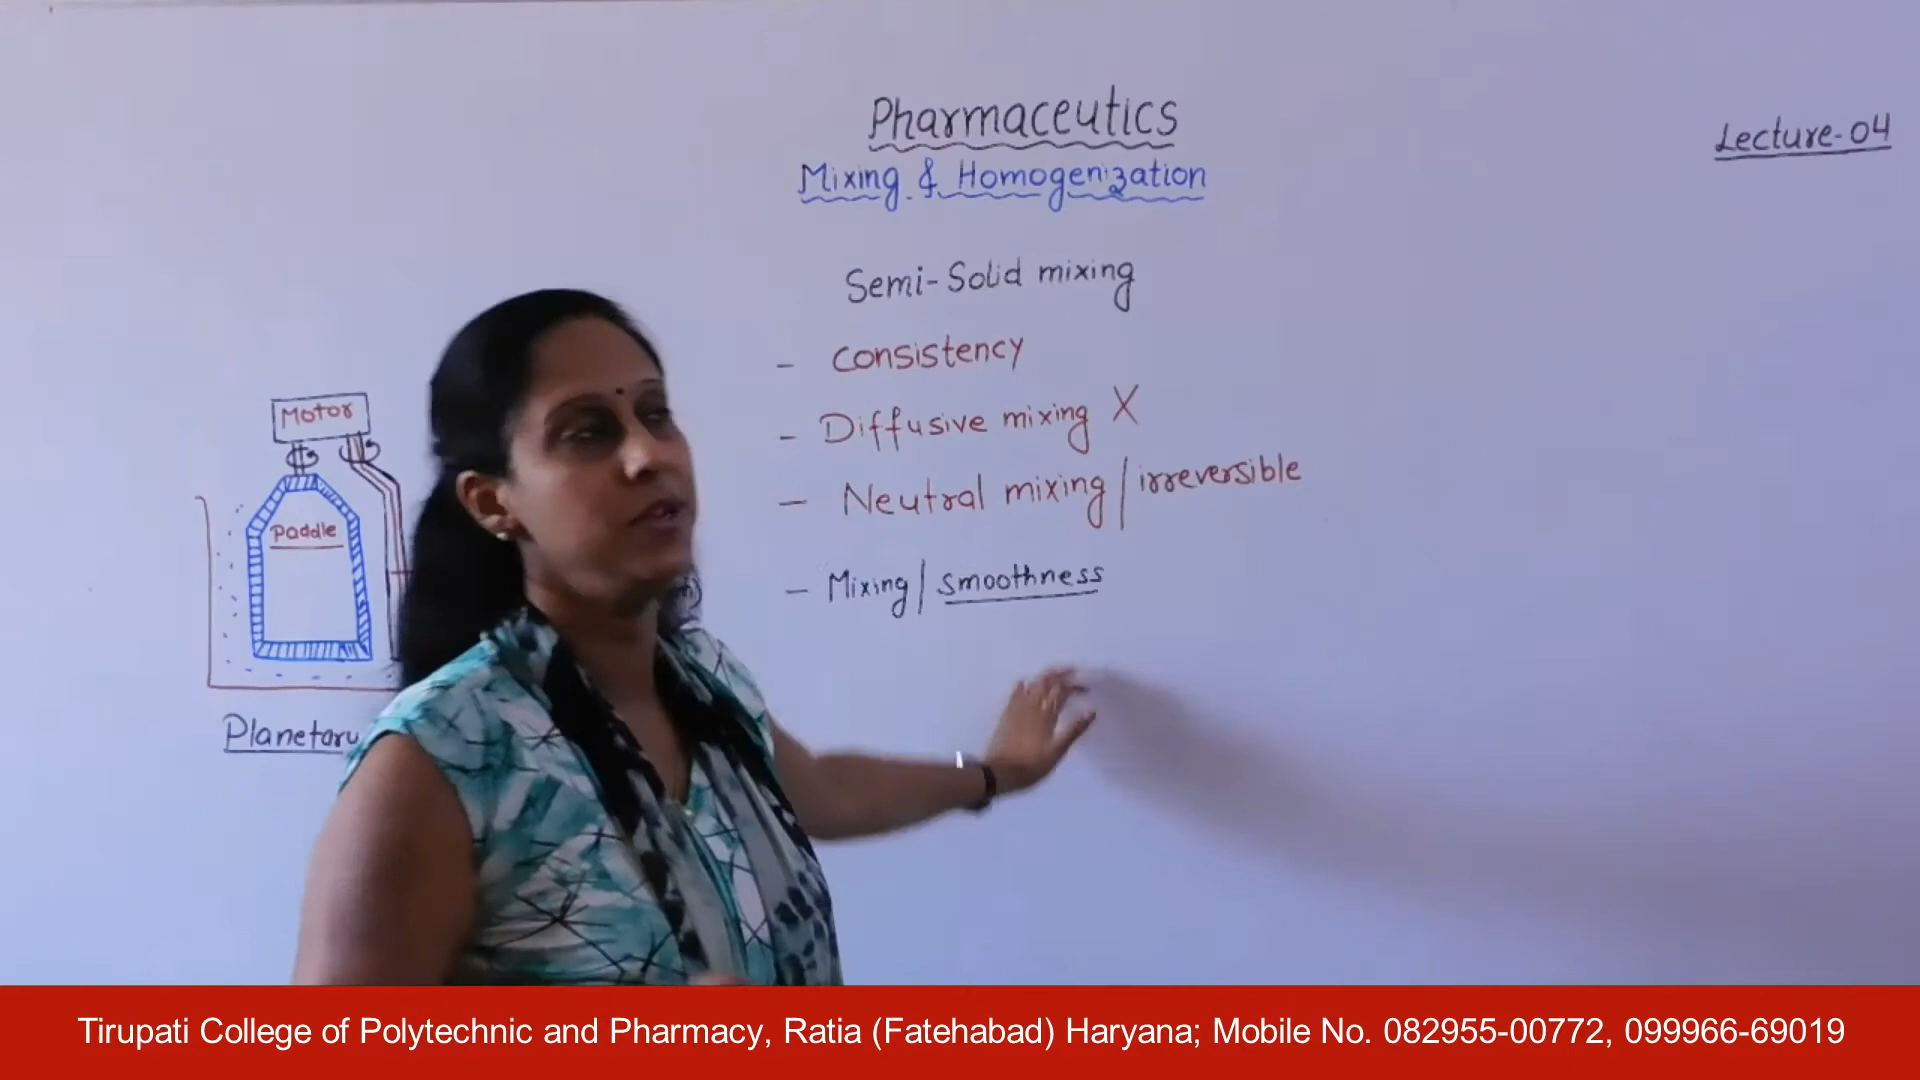 Pharmaceutics
Lecture-04
Mixing & Homogenization
Semi-Solid mixing
- Consistency
- Diffusive mixing X
- Neutral mixing / irreversible
- Mixing / smoothness
Motor
Paddle
Planetary
Tirupati College of Polytechnic and Pharmacy, Ratia (Fatehabad) Haryana; Mobile No. 082955-00772, 099966-69019